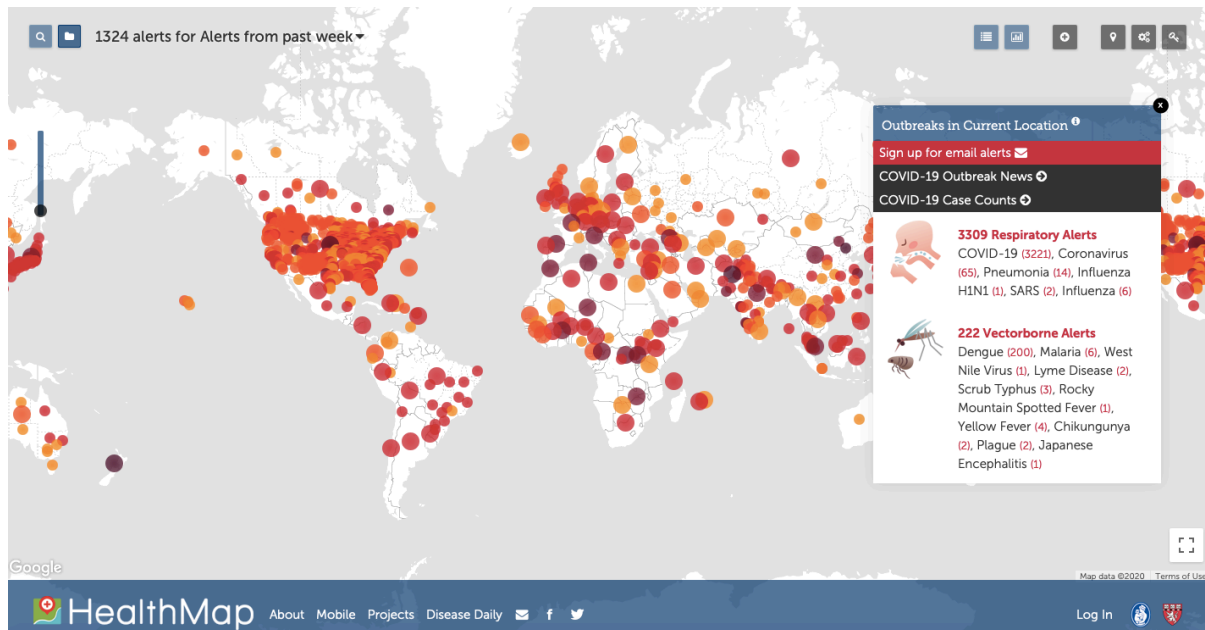 1324 alerts for Alerts from past week
Outbreaks in Current Location
Sign up for email alerts
COVID-19 Outbreak News
COVID-19 Case Counts
3309 Respiratory Alerts
COVID-19 (3221), Coronavirus
(65), Pneumonia (14), Influenza
H1N1 (1), SARS (2), Influenza (6)
222 Vectorborne Alerts
Dengue (200), Malaria (6), West
Nile Virus (1), Lyme Disease (2),
Scrub Typhus (3), Rocky
Mountain Spotted Fever (1),
Yellow Fever (4), Chikungunya
(2), Plague (2), Japanese
Encephalitis (1)
Google
Map data ©2020 Terms of Use
HealthMap About Mobile Projects Disease Daily Log In